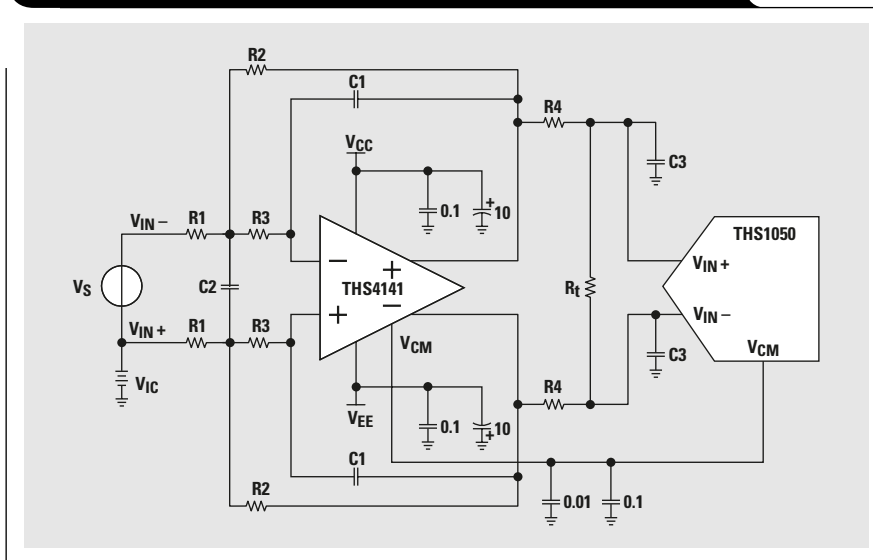 R2
C1
R4
VCC
C3
0.1
+
10
THS1050
VIN –
R1
R3
–
+
THS4141
–
+
VIN +
VS
C2
Rt
VIN –
VIN +
R1
R3
VCM
VCM
C3
VIC
VEE
0.1
+10
R4
C1
R2
0.01
0.1